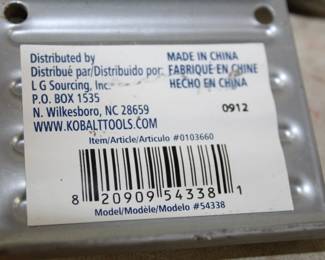 Distributed by
Distribué par/Distribuido por:
L G Sourcing, Inc.
P.O. BOX 1535
N. Wilkesboro, NC 28659
WWW.KOBALTTOOLS.COM
MADE IN CHINA
FABRIQUE EN CHINE
HECHO EN CHINA
0912
Item/Article/Articulo #0103660
8 20909 54338 1
Model/Modèle/Modelo #54338